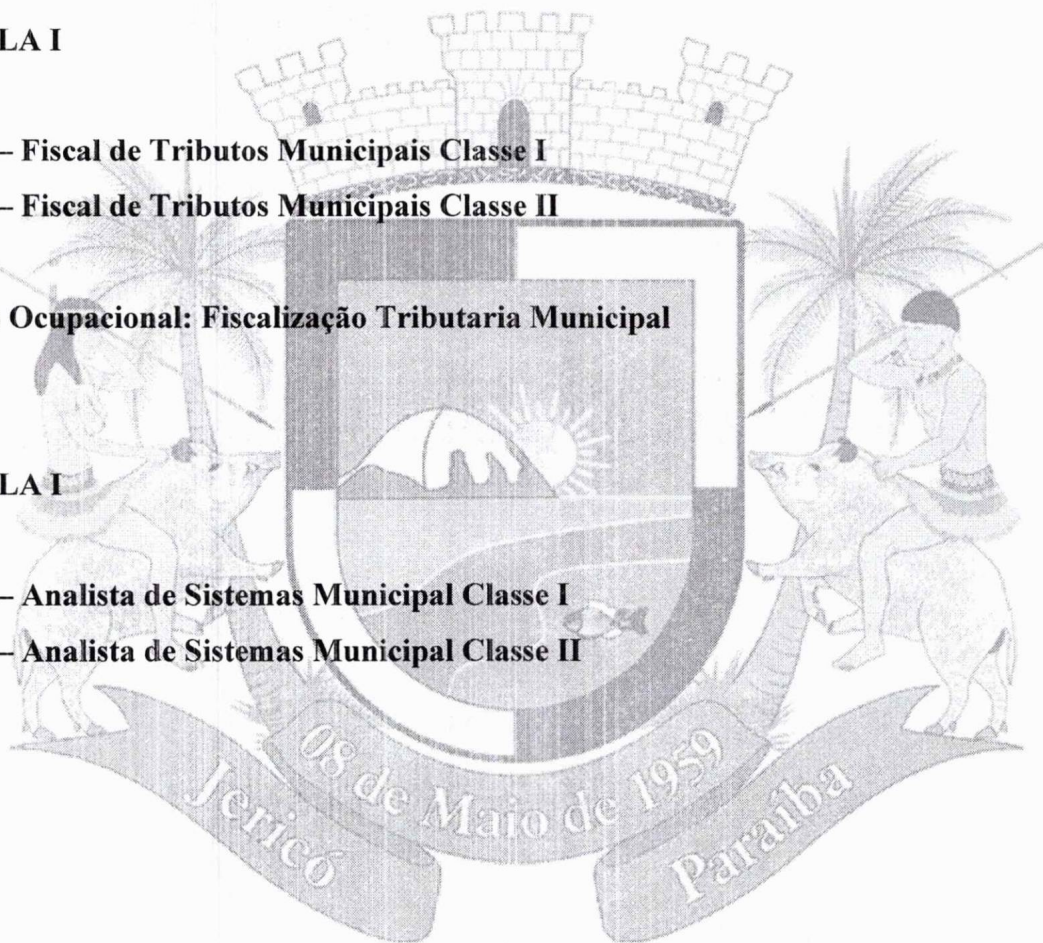 LA I
– Fiscal de Tributos Municipais Classe I
– Fiscal de Tributos Municipais Classe II
Ocupacional: Fiscalização Tributaria Municipal
LA I
– Analista de Sistemas Municipal Classe I
– Analista de Sistemas Municipal Classe II
Jericó
08 de Maio de 1959
Paraíba